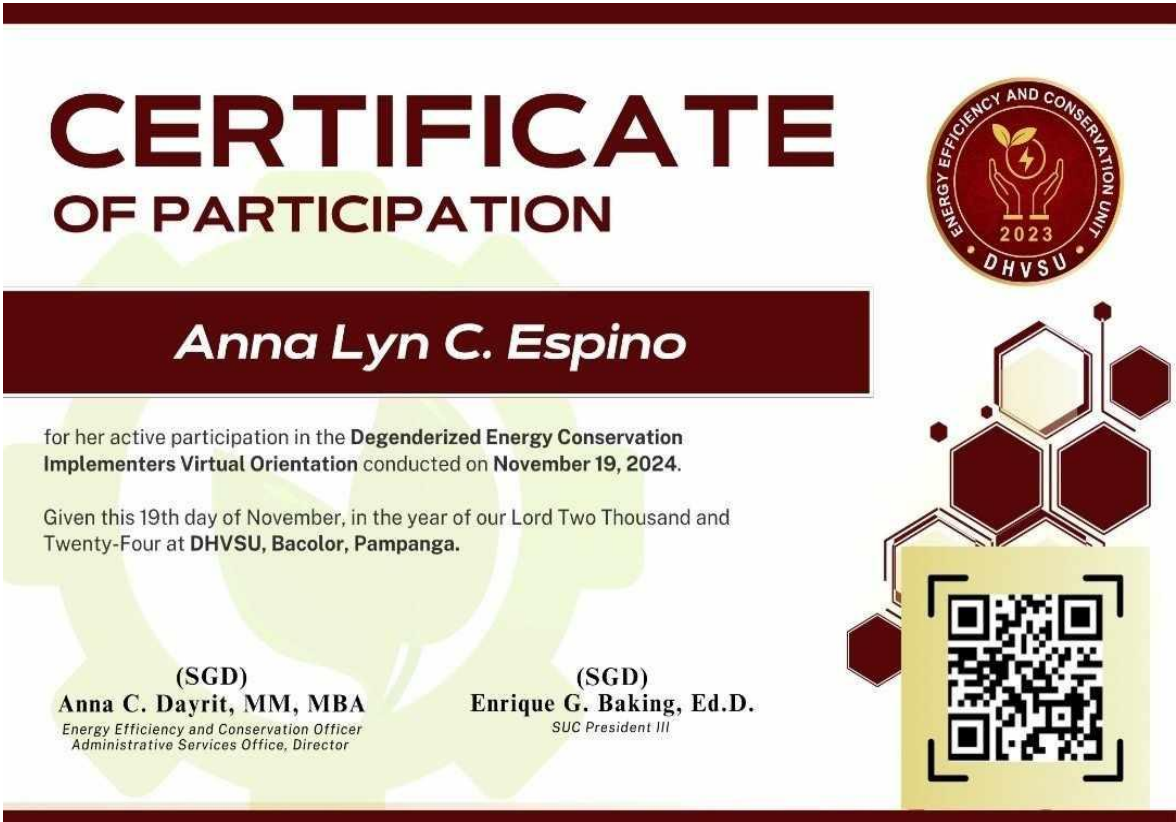 CERTIFICATE
OF PARTICIPATION
ENERGY EFFICIENCY AND CONSERVATION UNIT
2023
• DHVSU •
Anna Lyn C. Espino
for her active participation in the Degenderized Energy Conservation
Implementers Virtual Orientation conducted on November 19, 2024.
Given this 19th day of November, in the year of our Lord Two Thousand and
Twenty-Four at DHVSU, Bacolor, Pampanga.
(SGD)
Anna C. Dayrit, MM, MBA
Energy Efficiency and Conservation Officer
Administrative Services Office, Director
(SGD)
Enrique G. Baking, Ed.D.
SUC President III